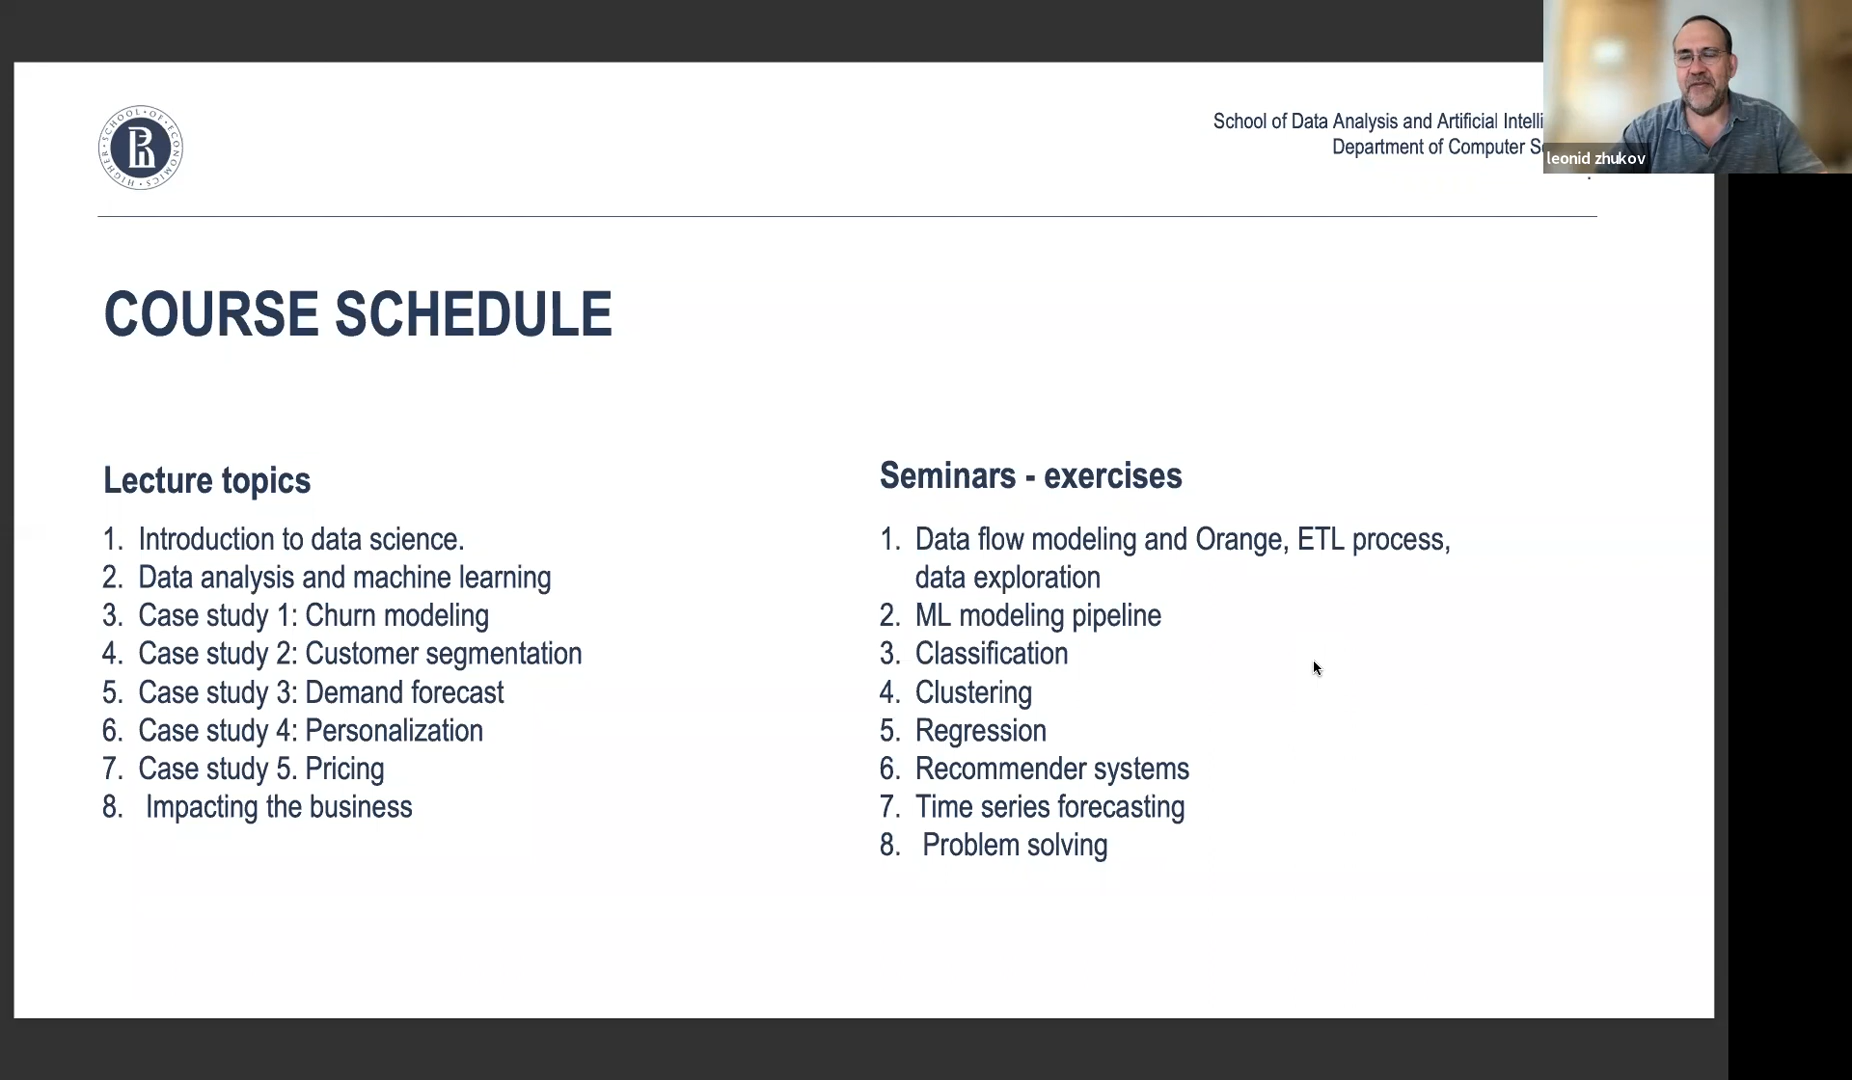 HIGHER · SCHOOL · OF · ECONOMICS ·
School of Data Analysis and Artificial
Department of Computer
leonid zhukov
COURSE SCHEDULE
Lecture topics
1. Introduction to data science.
2. Data analysis and machine learning
3. Case study 1: Churn modeling
4. Case study 2: Customer segmentation
5. Case study 3: Demand forecast
6. Case study 4: Personalization
7. Case study 5. Pricing
8. Impacting the business
Seminars - exercises
1. Data flow modeling and Orange, ETL process,
data exploration
2. ML modeling pipeline
3. Classification
4. Clustering
5. Regression
6. Recommender systems
7. Time series forecasting
8. Problem solving